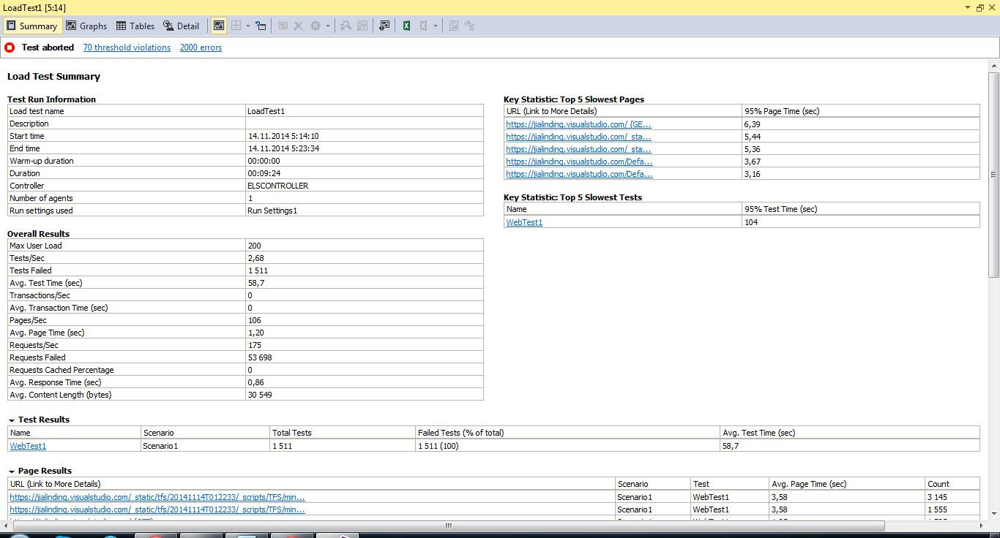 LoadTest1 [5:14]
Summary Graphs Tables Detail
Test aborted 70 threshold violations 2000 errors
Load Test Summary
Test Run Information
Load test name LoadTest1
Description
Start time 14.11.2014 5:14:10
End time 14.11.2014 5:23:34
Warm-up duration 00:00:00
Duration 00:09:24
Controller ELSCONTROLLER
Number of agents 1
Run settings used Run Settings1
Overall Results
Max User Load 200
Tests/Sec 2,68
Tests Failed 1 511
Avg. Test Time (sec) 58,7
Transactions/Sec 0
Avg. Transaction Time (sec) 0
Pages/Sec 106
Avg. Page Time (sec) 1,20
Requests/Sec 175
Requests Failed 53 698
Requests Cached Percentage 0
Avg. Response Time (sec) 0,86
Avg. Content Length (bytes) 30 549
Key Statistic: Top 5 Slowest Pages
URL (Link to More Details) 95% Page Time (sec)
https://jialinding.visualstudio.com/ {GE... 6,39
https://jialinding.visualstudio.com/_sta... 5,44
https://jialinding.visualstudio.com/_sta... 5,36
https://jialinding.visualstudio.com/Defa... 3,67
https://jialinding.visualstudio.com/Defa... 3,16
Key Statistic: Top 5 Slowest Tests
Name 95% Test Time (sec)
WebTest1 104
Test Results
Name Scenario Total Tests Failed Tests (% of total) Avg. Test Time (sec)
WebTest1 Scenario1 1 511 1 511 (100) 58,7
Page Results
URL (Link to More Details) Scenario Test Avg. Page Time (sec) Count
https://jialinding.visualstudio.com/_static/tfs/20141114T012233/_scripts/TFS/min... Scenario1 WebTest1 3,58 3 145
https://jialinding.visualstudio.com/_static/tfs/20141114T012233/_scripts/TFS/min... Scenario1 WebTest1 3,58 1 555